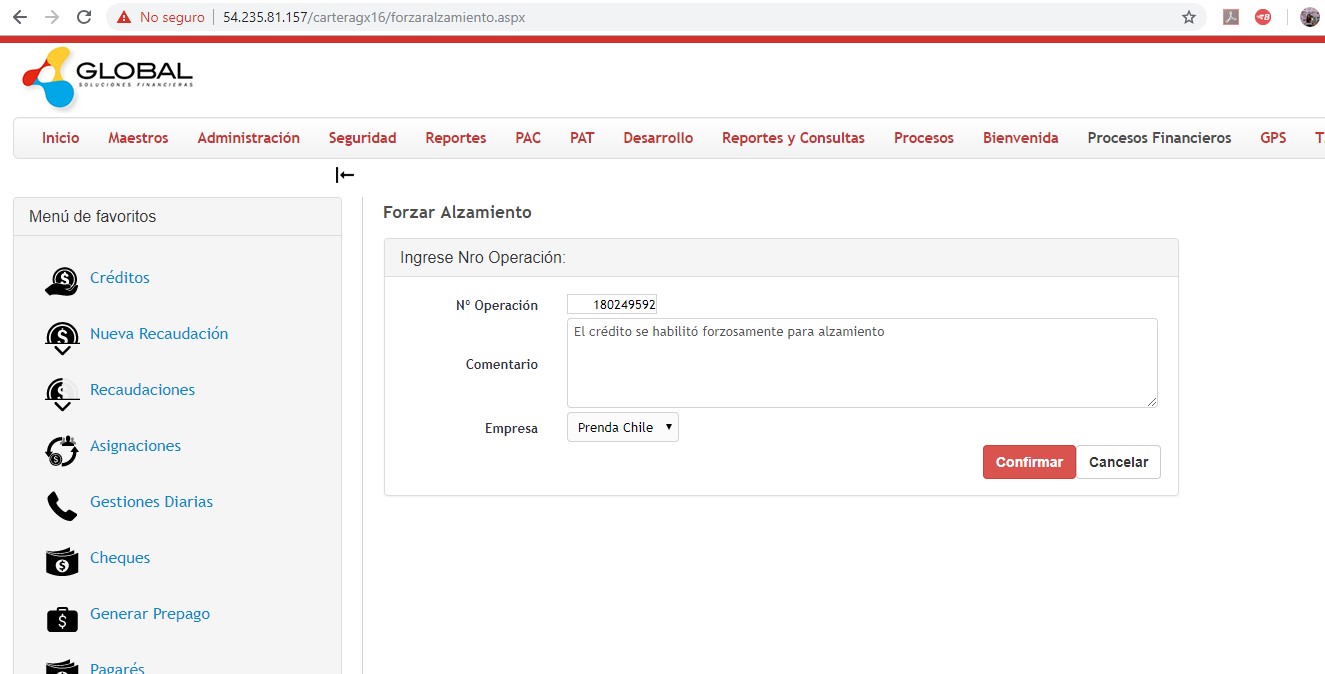 No seguro | 54.235.81.157/carteragx16/forzaralzamiento.aspx
GLOBAL
SOLUCIONES FINANCIERAS
Inicio Maestros Administración Seguridad Reportes PAC PAT Desarrollo Reportes y Consultas Procesos Bienvenida Procesos Financieros GPS T
Menú de favoritos
Créditos
Nueva Recaudación
Recaudaciones
Asignaciones
Gestiones Diarias
Cheques
Generar Prepago
Pagarés
Forzar Alzamiento
Ingrese Nro Operación:
Nº Operación 180249592
Comentario El crédito se habilitó forzosamente para alzamiento
Empresa Prenda Chile
Confirmar Cancelar